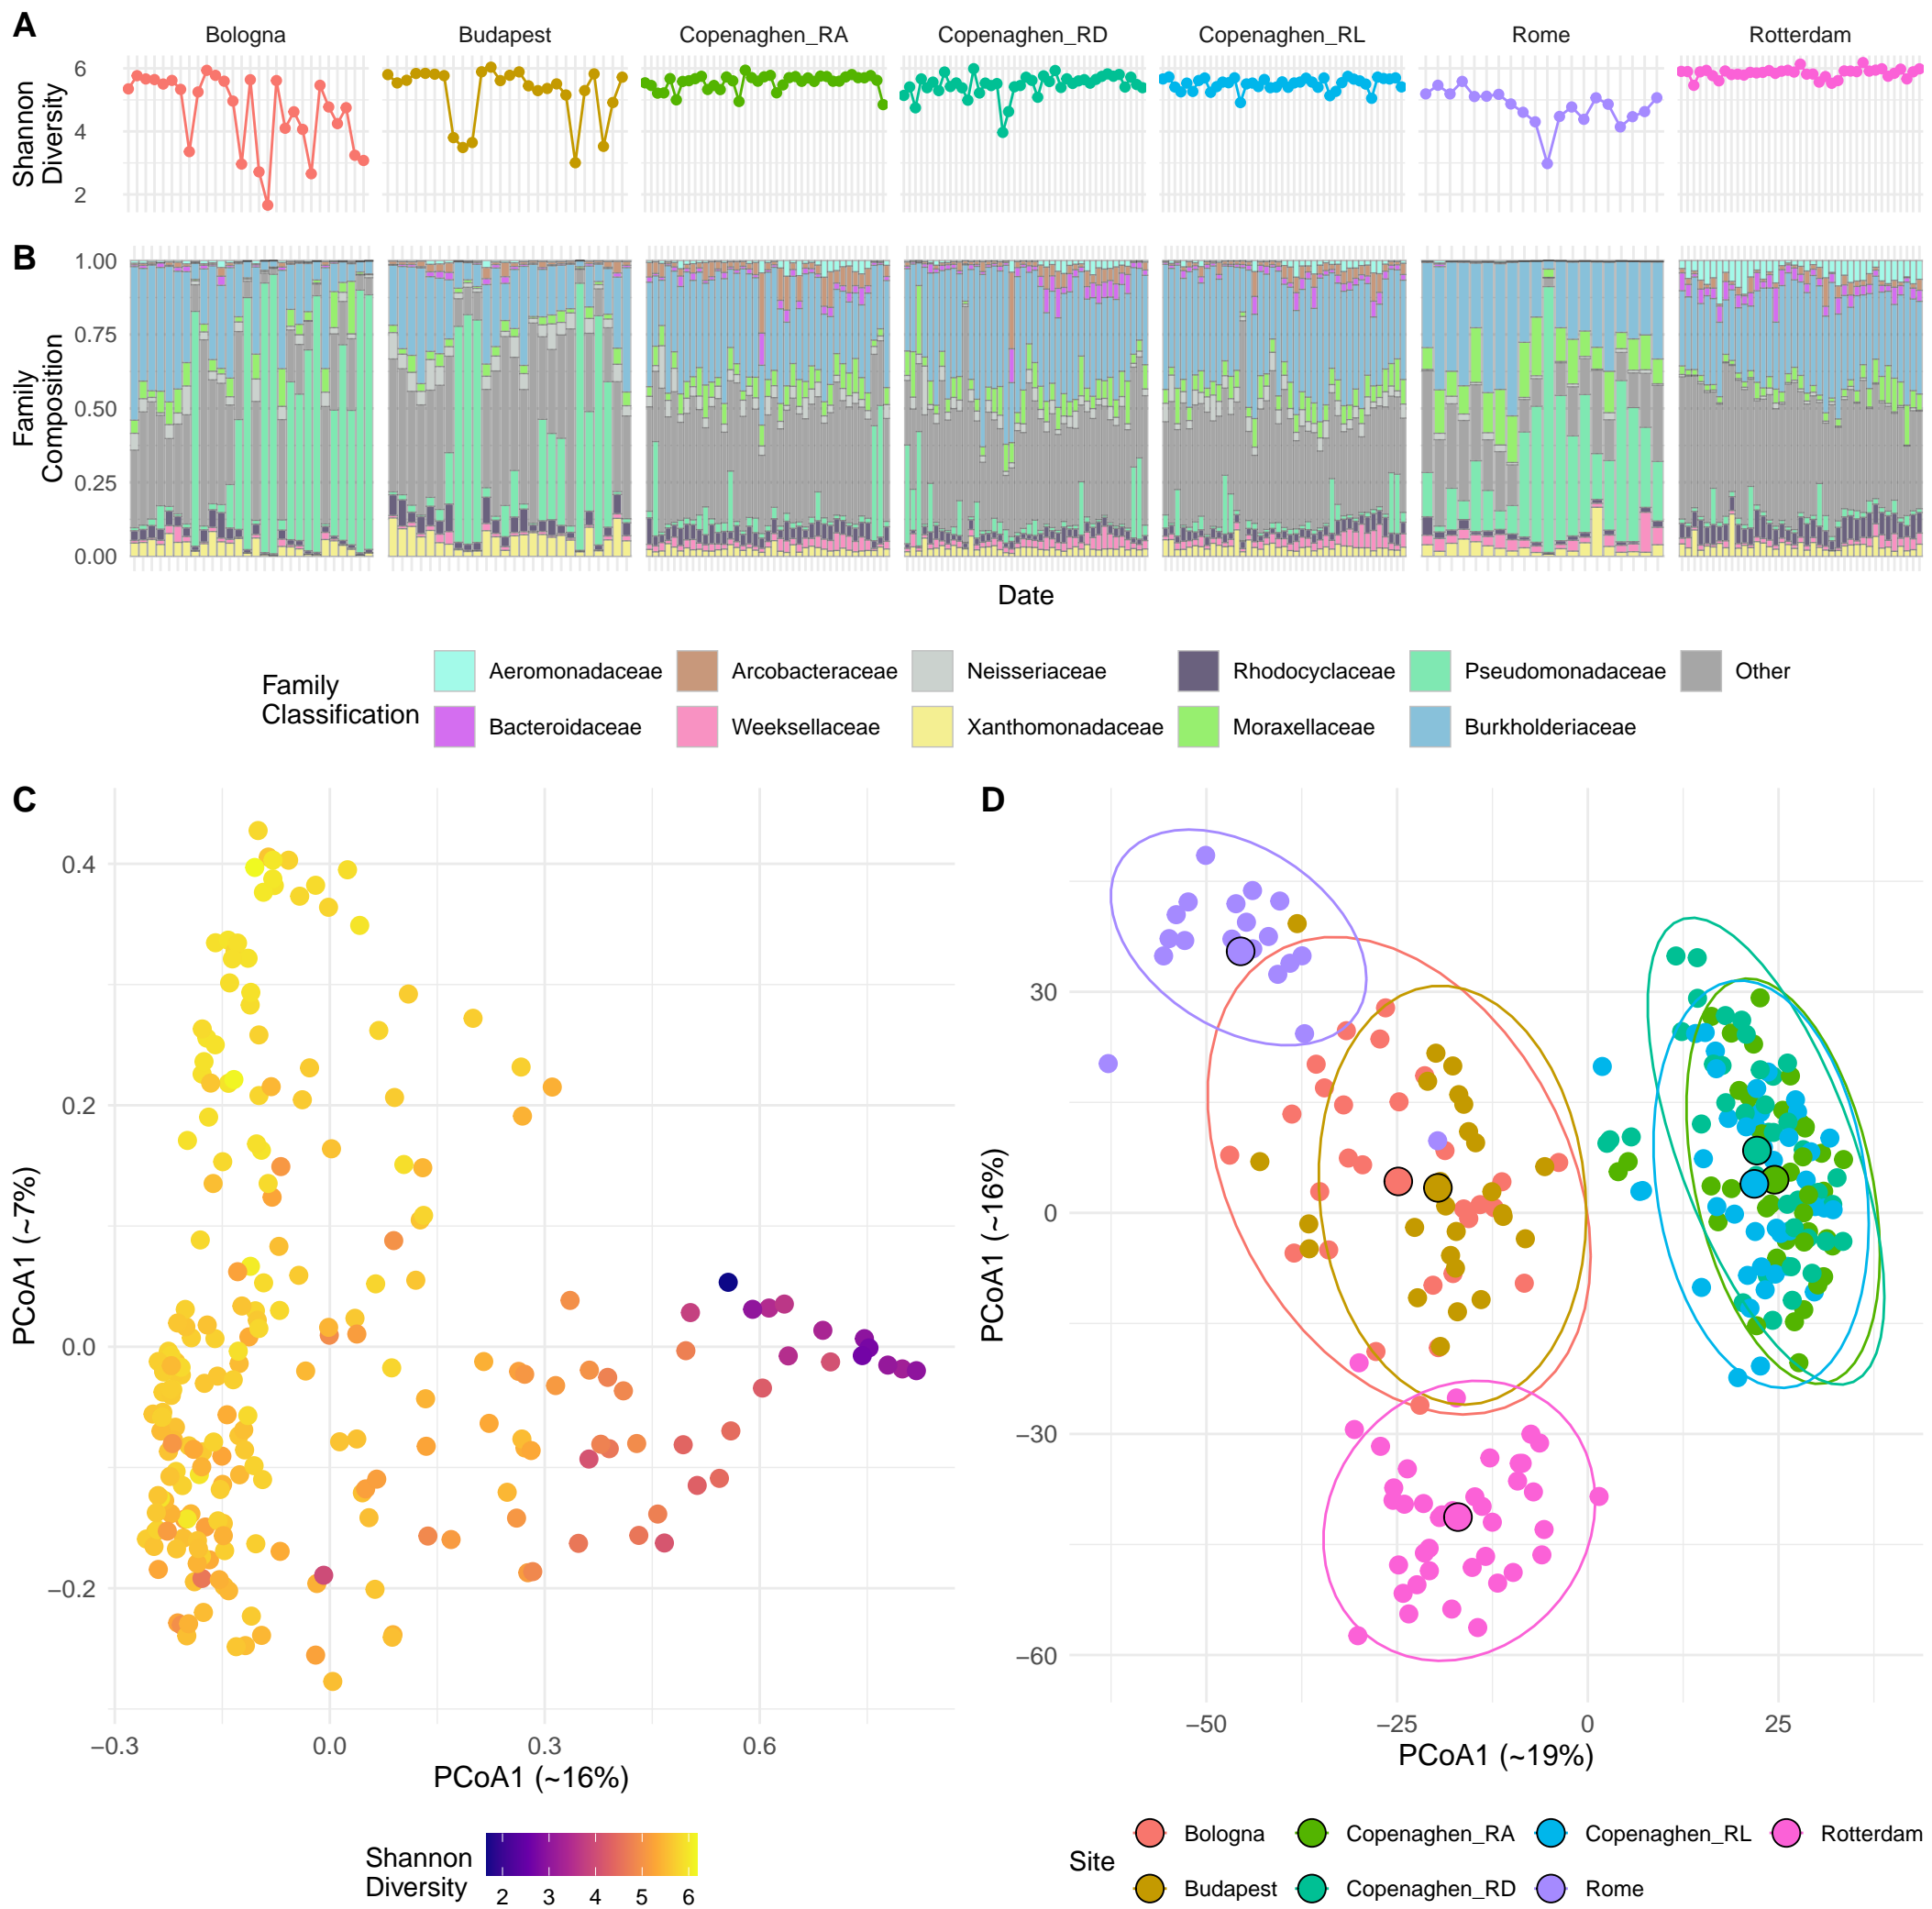 A
Bologna Budapest Copenaghen_RA Copenaghen_RD Copenaghen_RL Rome Rotterdam
Shannon
Diversity
6
4
2
B
Family
Composition
1.00
0.75
0.50
0.25
0.00
Date
Family
Classification
Aeromonadaceae Arcobacteraceae Neisseriaceae Rhodocyclaceae Pseudomonadaceae Other
Bacteroidaceae Weeksellaceae Xanthomonadaceae Moraxellaceae Burkholderiaceae
C
PCoA1 (~7%)
0.4
0.2
0.0
−0.2
−0.3 0.0 0.3 0.6
PCoA1 (~16%)
Shannon
Diversity
2 3 4 5 6
D
PCoA1 (~16%)
30
0
−30
−60
−50 −25 0 25
PCoA1 (~19%)
Site
Bologna Copenaghen_RA Copenaghen_RL Rotterdam
Budapest Copenaghen_RD Rome